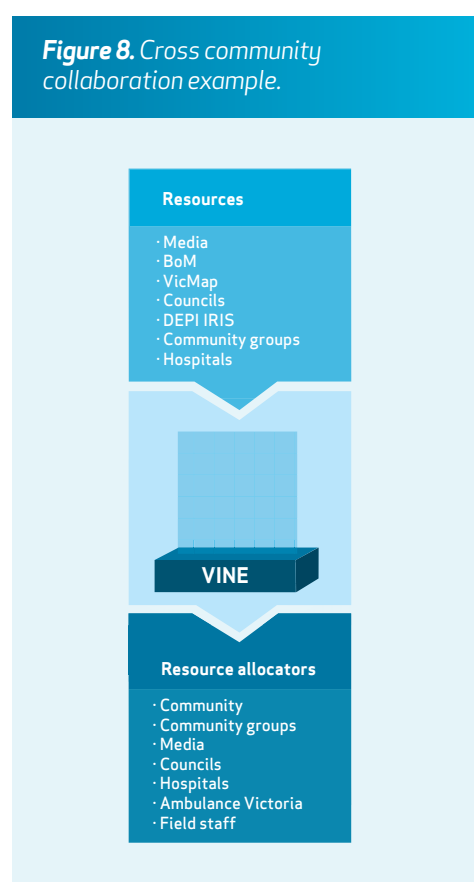 Figure 8. Cross community
collaboration example.
Resources
· Media
· BoM
· VicMap
· Councils
· DEPI IRIS
· Community groups
· Hospitals
VINE
Resource allocators
· Community
· Community groups
· Media
· Councils
· Hospitals
· Ambulance Victoria
· Field staff